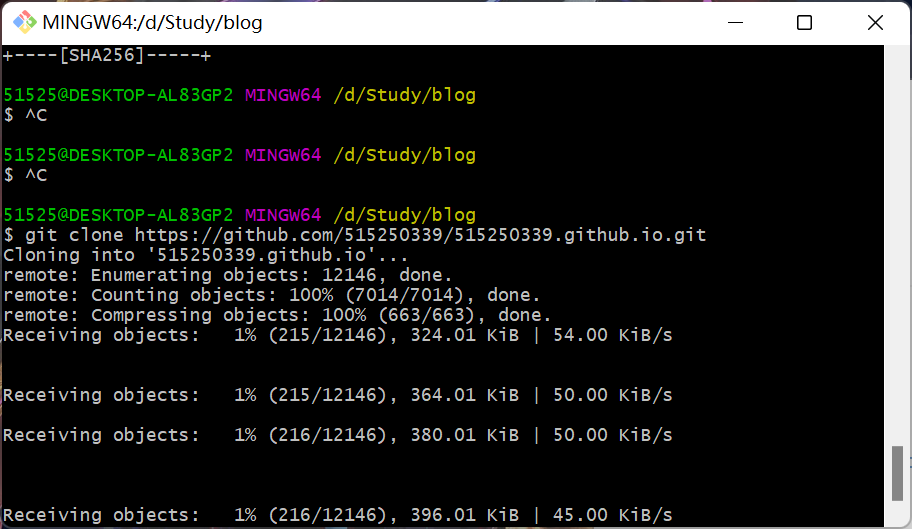 MINGW64:/d/Study/blog
+----[SHA256]-----+
51525@DESKTOP-AL83GP2 MINGW64 /d/Study/blog
$ ^C
51525@DESKTOP-AL83GP2 MINGW64 /d/Study/blog
$ ^C
51525@DESKTOP-AL83GP2 MINGW64 /d/Study/blog
$ git clone https://github.com/515250339/515250339.github.io.git
Cloning into '515250339.github.io'...
remote: Enumerating objects: 12146, done.
remote: Counting objects: 100% (7014/7014), done.
remote: Compressing objects: 100% (663/663), done.
Receiving objects:   1% (215/12146), 324.01 KiB | 54.00 KiB/s
Receiving objects:   1% (215/12146), 364.01 KiB | 50.00 KiB/s
Receiving objects:   1% (216/12146), 380.01 KiB | 50.00 KiB/s
Receiving objects:   1% (216/12146), 396.01 KiB | 45.00 KiB/s